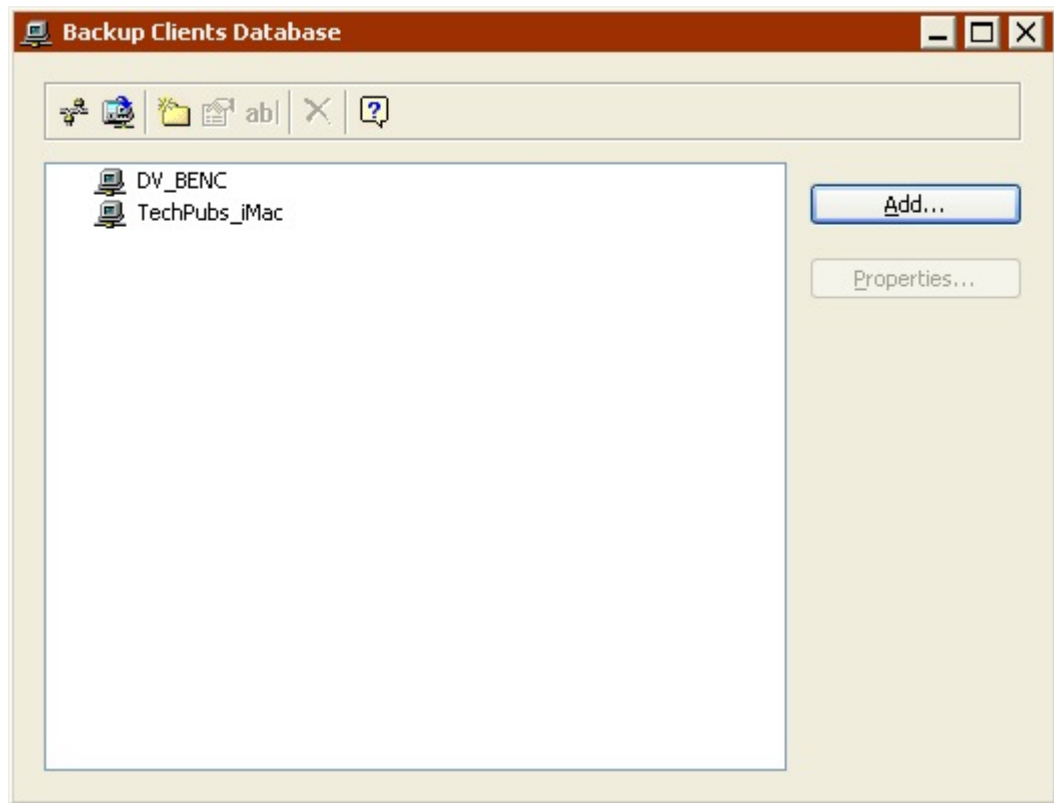 Backup Clients Database
ab|
DV_BENC
TechPubs_iMac
Add...
Properties...